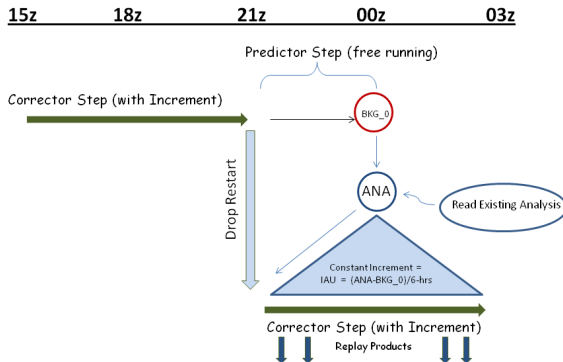 15z 18z 21z 00z 03z
Predictor Step (free running)
Corrector Step (with Increment)
BKG_0
Drop Restart
ANA
Read Existing Analysis
Constant Increment =
IAU = (ANA-BKG_0)/6-hrs
Corrector Step (with Increment)
Replay Products